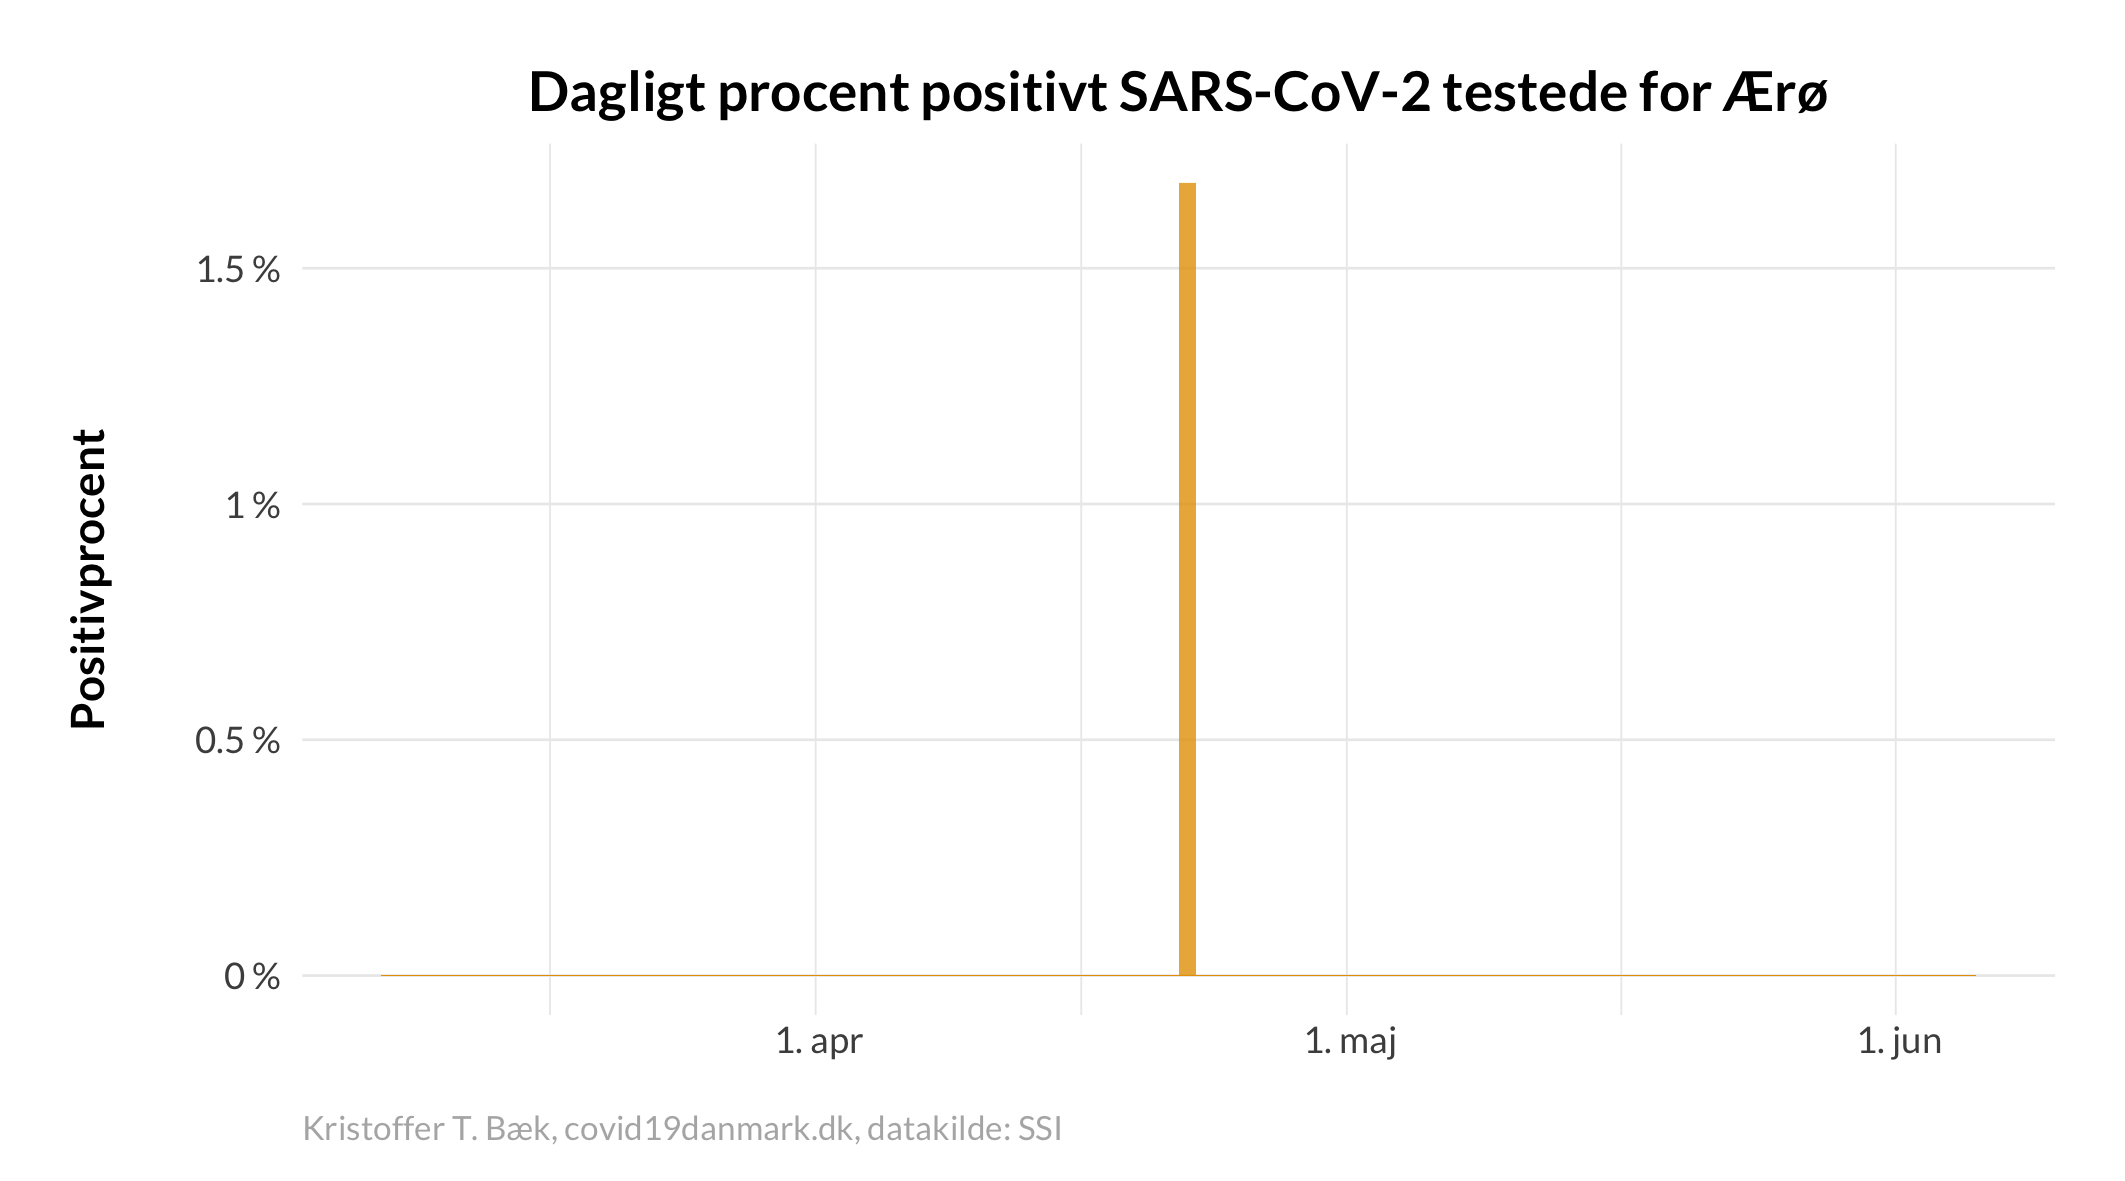 Dagligt procent positivt SARS-CoV-2 testede for Ærø
Positivprocent
1.5 %
1 %
0.5 %
0 %
1. apr
1. maj
1. jun
Kristoffer T. Bæk, covid19danmark.dk, datakilde: SSI